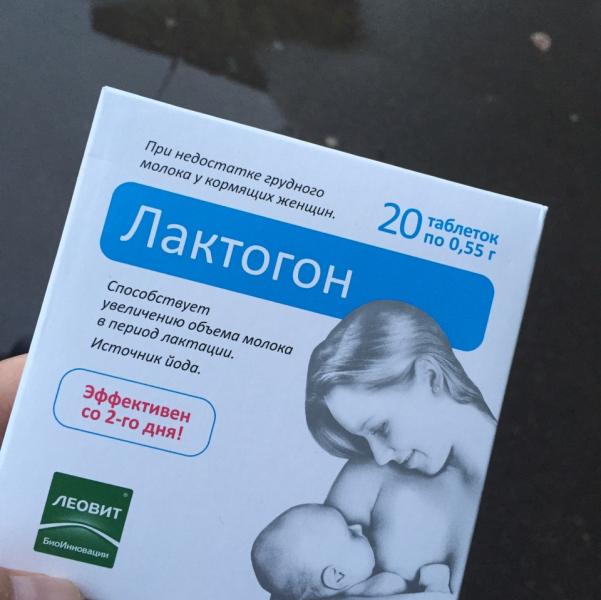 При недостатке грудного
молока у кормящих женщин.
Лактогон
20 таблеток
по 0,55 г
Способствует
увеличению объема молока
в период лактации.
Источник йода.
Эффективен
со 2-го дня!
ЛЕОВИТ®
БиоИнновации